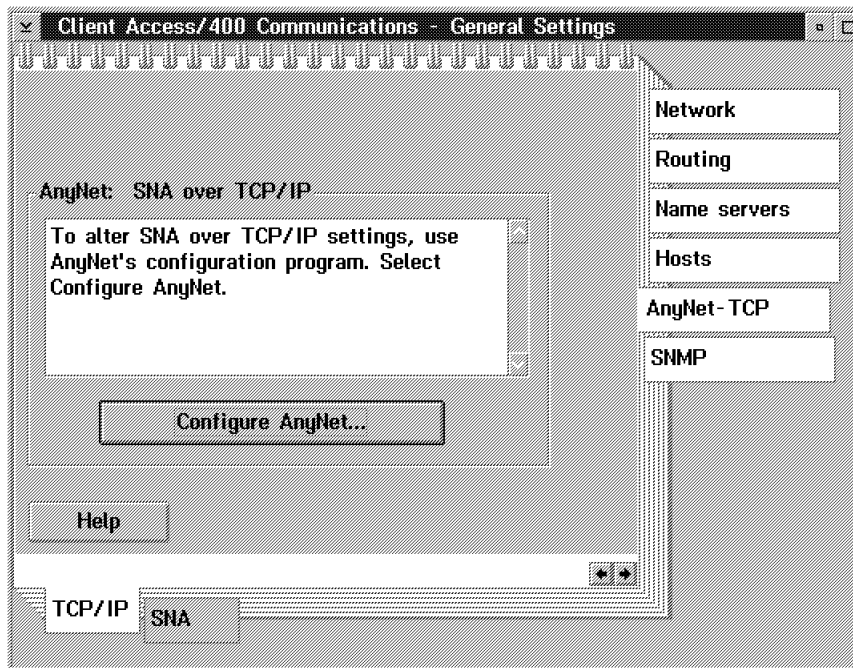 Client Access/400 Communications - General Settings
Network
Routing
Name servers
Hosts
AnyNet-TCP
SNMP
AnyNet: SNA over TCP/IP
To alter SNA over TCP/IP settings, use
AnyNet's configuration program. Select
Configure AnyNet.
Configure AnyNet...
Help
TCP/IP
SNA